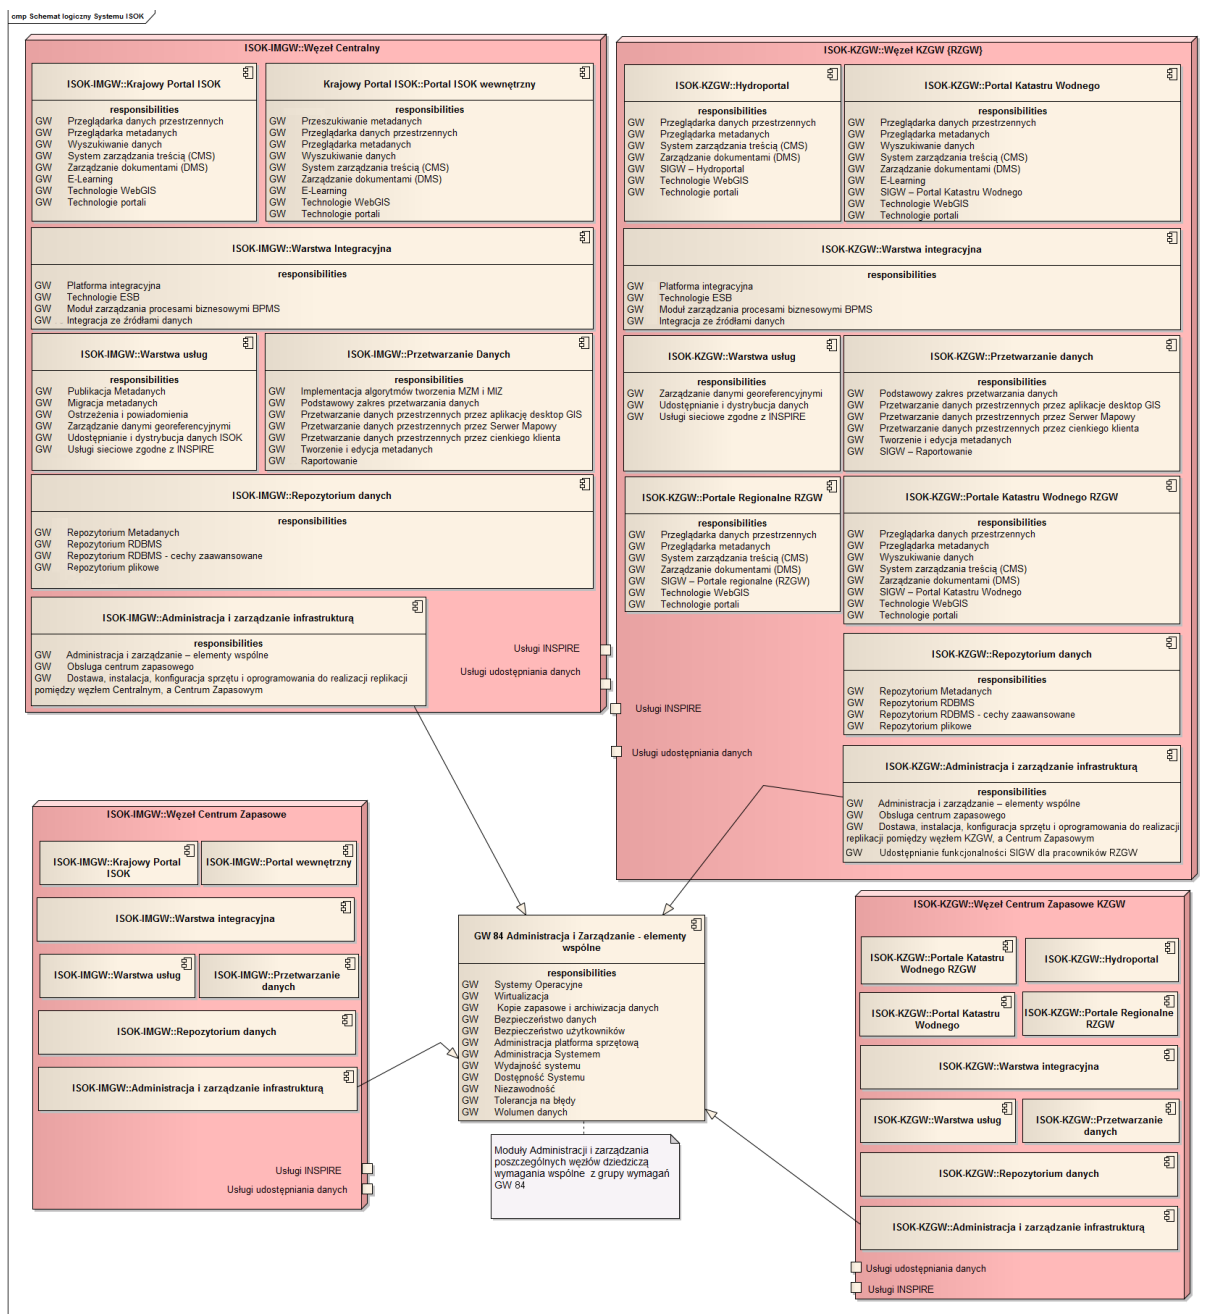 cmp Schemat logiczny Systemu ISOK
ISOK-IMGW::Węzeł Centralny
ISOK-IMGW::Krajowy Portal ISOK
responsibilities
GW Przeglądarka danych przestrzennych
GW Przeglądarka metadanych
GW Wyszukiwanie danych
GW System zarządzania treścią (CMS)
GW Zarządzanie dokumentami (DMS)
GW E-Learning
GW Technologie WebGIS
GW Technologie portali
Krajowy Portal ISOK::Portal ISOK wewnętrzny
responsibilities
GW Przeszukiwanie metadanych
GW Przeglądarka danych przestrzennych
GW Przeglądarka metadanych
GW Wyszukiwanie danych
GW System zarządzania treścią (CMS)
GW Zarządzanie dokumentami (DMS)
GW E-Learning
GW Technologie WebGIS
GW Technologie portali
ISOK-IMGW::Warstwa Integracyjna
responsibilities
GW Platforma integracyjna
GW Technologie ESB
GW Moduł zarządzania procesami biznesowymi BPMS
GW Integracja ze źródłami danych
ISOK-IMGW::Warstwa usług
responsibilities
GW Publikacja Metadanych
GW Migracja metadanych
GW Ostrzeżenia i powiadomienia
GW Zarządzanie danymi georeferencyjnymi
GW Udostępnianie i dystrybucja danych ISOK
GW Usługi sieciowe zgodne z INSPIRE
ISOK-IMGW::Przetwarzanie Danych
responsibilities
GW Implementacja algorytmów tworzenia MZM i MIZ
GW Podstawowy zakres przetwarzania danych
GW Przetwarzanie danych przestrzennych przez aplikację desktop GIS
GW Przetwarzanie danych przestrzennych przez Serwer Mapowy
GW Przetwarzanie danych przestrzennych przez cienkiego klienta
GW Tworzenie i edycja metadanych
GW Raportowanie
ISOK-IMGW::Repozytorium danych
responsibilities
GW Repozytorium Metadanych
GW Repozytorium RDBMS
GW Repozytorium RDBMS - cechy zaawansowane
GW Repozytorium plikowe
ISOK-IMGW::Administracja i zarządzanie infrastrukturą
responsibilities
GW Administracja i zarządzanie – elementy wspólne
GW Obsluga centrum zapasowego
GW Dostawa, instalacja, konfiguracja sprzętu i oprogramowania do realizacji replikacji
pomiędzy węzłem Centralnym, a Centrum Zapasowym
Usługi INSPIRE
Usługi udostępniania danych
ISOK-KZGW::Węzeł KZGW {RZGW}
ISOK-KZGW::Hydroportal
responsibilities
GW Przeglądarka danych przestrzennych
GW Przeglądarka metadanych
GW System zarządzania treścią (CMS)
GW Zarządzanie dokumentami (DMS)
GW SIGW – Hydroportal
GW Technologie WebGIS
GW Technologie portali
ISOK-KZGW::Portal Katastru Wodnego
responsibilities
GW Przeglądarka danych przestrzennych
GW Przeglądarka metadanych
GW Wyszukiwanie danych
GW System zarządzania treścią (CMS)
GW Zarządzanie dokumentami (DMS)
GW E-Learning
GW SIGW – Portal Katastru Wodnego
GW Technologie WebGIS
GW Technologie portali
ISOK-KZGW::Warstwa integracyjna
responsibilities
GW Platforma integracyjna
GW Technologie ESB
GW Moduł zarządzania procesami biznesowymi BPMS
GW Integracja ze źródłami danych
ISOK-KZGW::Warstwa usług
responsibilities
GW Zarządzanie danymi georeferencyjnymi
GW Udostępnianie i dystrybucja danych
GW Usługi sieciowe zgodne z INSPIRE
ISOK-KZGW::Przetwarzanie danych
responsibilities
GW Podstawowy zakres przetwarzania danych
GW Przetwarzanie danych przestrzennych przez aplikacje desktop GIS
GW Przetwarzanie danych przestrzennych przez Serwer Mapowy
GW Przetwarzanie danych przestrzennych przez cienkiego klienta
GW Tworzenie i edycja metadanych
GW SIGW – Raportowanie
ISOK-KZGW::Portale Regionalne RZGW
responsibilities
GW Przeglądarka danych przestrzennych
GW Przeglądarka metadanych
GW System zarządzania treścią (CMS)
GW Zarządzanie dokumentami (DMS)
GW SIGW – Portale regionalne (RZGW)
GW Technologie WebGIS
GW Technologie portali
ISOK-KZGW::Portale Katastru Wodnego RZGW
responsibilities
GW Przeglądarka danych przestrzennych
GW Przeglądarka metadanych
GW Wyszukiwanie danych
GW System zarządzania treścią (CMS)
GW Zarządzanie dokumentami (DMS)
GW SIGW – Portal Katastru Wodnego
GW Technologie WebGIS
GW Technologie portali
ISOK-KZGW::Repozytorium danych
responsibilities
GW Repozytorium Metadanych
GW Repozytorium RDBMS
GW Repozytorium RDBMS - cechy zaawansowane
GW Repozytorium plikowe
Usługi INSPIRE
Usługi udostępniania danych
ISOK-KZGW::Administracja i zarządzanie infrastrukturą
responsibilities
GW Administracja i zarządzanie – elementy wspólne
GW Obsluga centrum zapasowego
GW Dostawa, instalacja, konfiguracja sprzętu i oprogramowania do realizacji
replikacji pomiędzy węzłem KZGW, a Centrum Zapasowym
GW Udostępnianie funkcjonalności SIGW dla pracowników RZGW
ISOK-IMGW::Węzeł Centrum Zapasowe
ISOK-IMGW::Krajowy Portal
ISOK
ISOK-IMGW::Portal wewnętrzny
ISOK-IMGW::Warstwa integracyjna
ISOK-IMGW::Warstwa usług
ISOK-IMGW::Przetwarzanie
danych
ISOK-IMGW::Repozytorium danych
ISOK-IMGW::Administracja i zarządzanie infrastrukturą
Usługi INSPIRE
Usługi udostępniania danych
GW 84 Administracja i Zarządzanie - elementy
wspólne
responsibilities
GW Systemy Operacyjne
GW Wirtualizacja
GW Kopie zapasowe i archiwizacja danych
GW Bezpieczeństwo danych
GW Bezpieczeństwo użytkowników
GW Administracja platforma sprzętową
GW Administracja Systemem
GW Wydajność systemu
GW Dostępność Systemu
GW Niezawodność
GW Tolerancja na błędy
GW Wolumen danych
Moduły Administracji i zarządzania
poszczególnych węzłów dziedziczą
wymagania wspólne z grupy wymagań
GW 84
ISOK-KZGW::Węzeł Centrum Zapasowe KZGW
ISOK-KZGW::Portale Katastru
Wodnego RZGW
ISOK-KZGW::Hydroportal
ISOK-KZGW::Portal Katastru
Wodnego
ISOK-KZGW::Portale Regionalne
RZGW
ISOK-KZGW::Warstwa integracyjna
ISOK-KZGW::Warstwa usług
ISOK-KZGW::Przetwarzanie
danych
ISOK-KZGW::Repozytorium danych
ISOK-KZGW::Administracja i zarządzanie infrastrukturą
Usługi udostępniania danych
Usługi INSPIRE